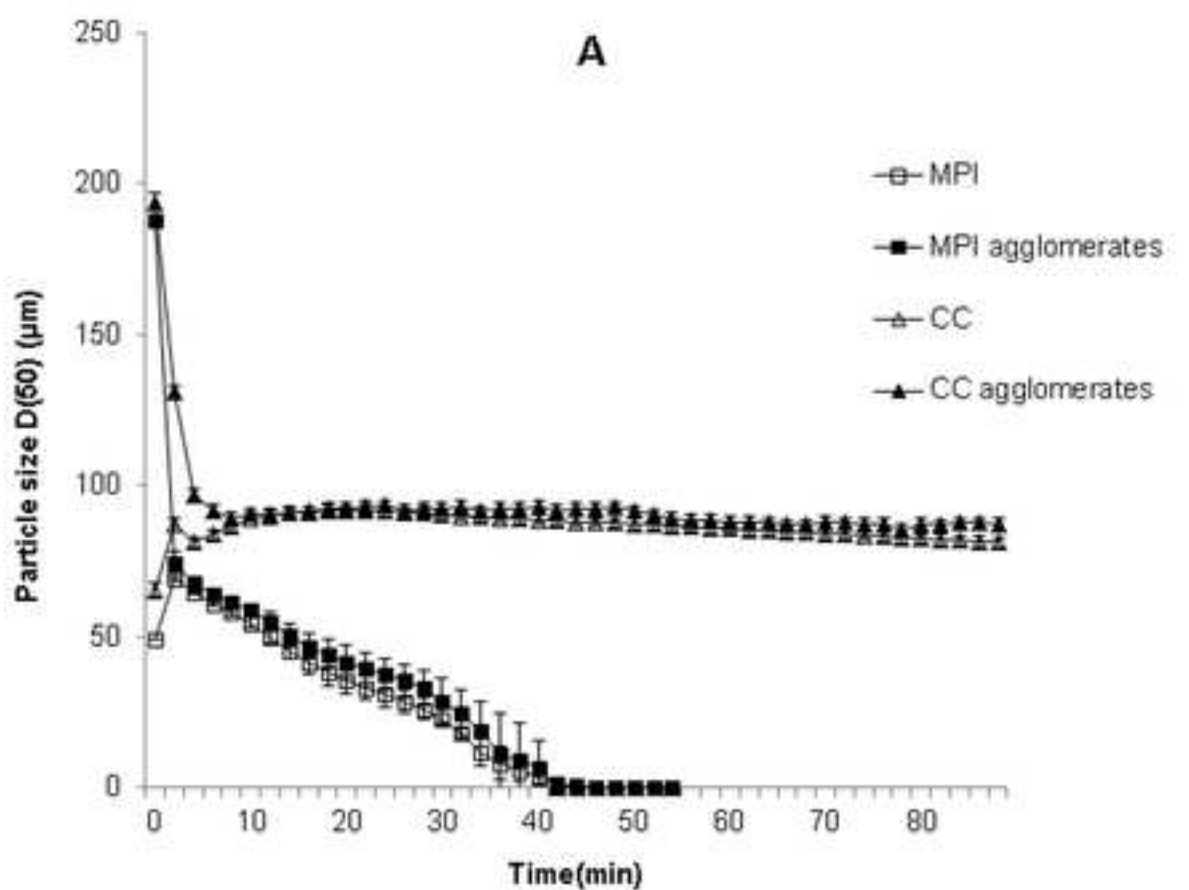 A
250
200
150
100
50
0
Particle size D(50) (µm)
0 10 20 30 40 50 60 70 80
Time(min)
MPI
MPI agglomerates
CC
CC agglomerates